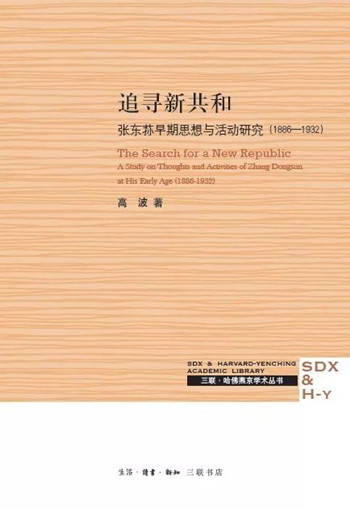 追寻新共和
张东荪早期思想与活动研究（1886—1932）
The Search for a New Republic
A Study on Thoughts and Activities of Zhang Dongsun
at His Early Age (1886-1932)
高 波 著
SDX & HARVARD-YENCHING
ACADEMIC LIBRARY
三联·哈佛燕京学术丛书
SDX
&
H-Y
生活·讀書·新知 三联书店